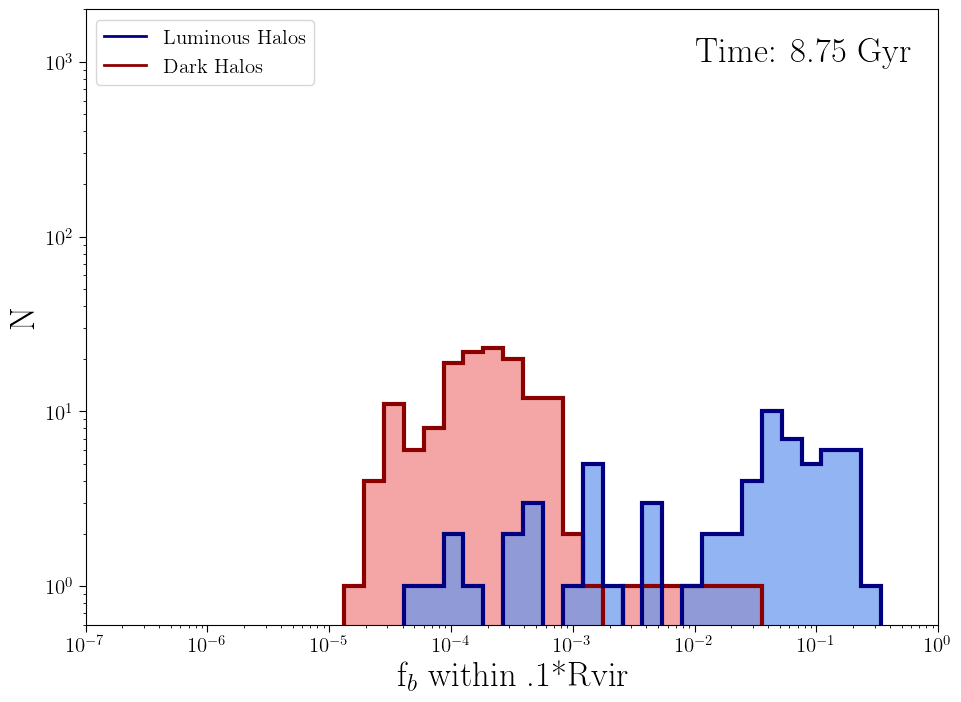 Luminous Halos
Dark Halos
Time: 8.75 Gyr
N
10³
10²
10¹
10⁰
10⁻⁷ 10⁻⁶ 10⁻⁵ 10⁻⁴ 10⁻³ 10⁻² 10⁻¹ 10⁰
f_b within .1*Rvir